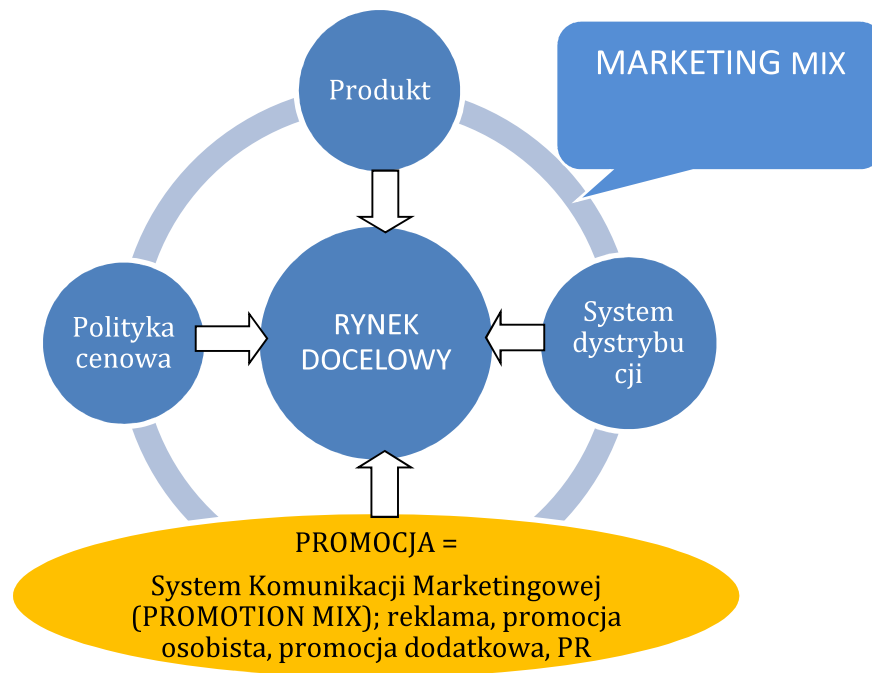 Produkt
MARKETING MIX
Polityka
cenowa
RYNEK
DOCELOWY
System
dystrybu
cji
PROMOCJA =
System Komunikacji Marketingowej
(PROMOTION MIX); reklama, promocja
osobista, promocja dodatkowa, PR